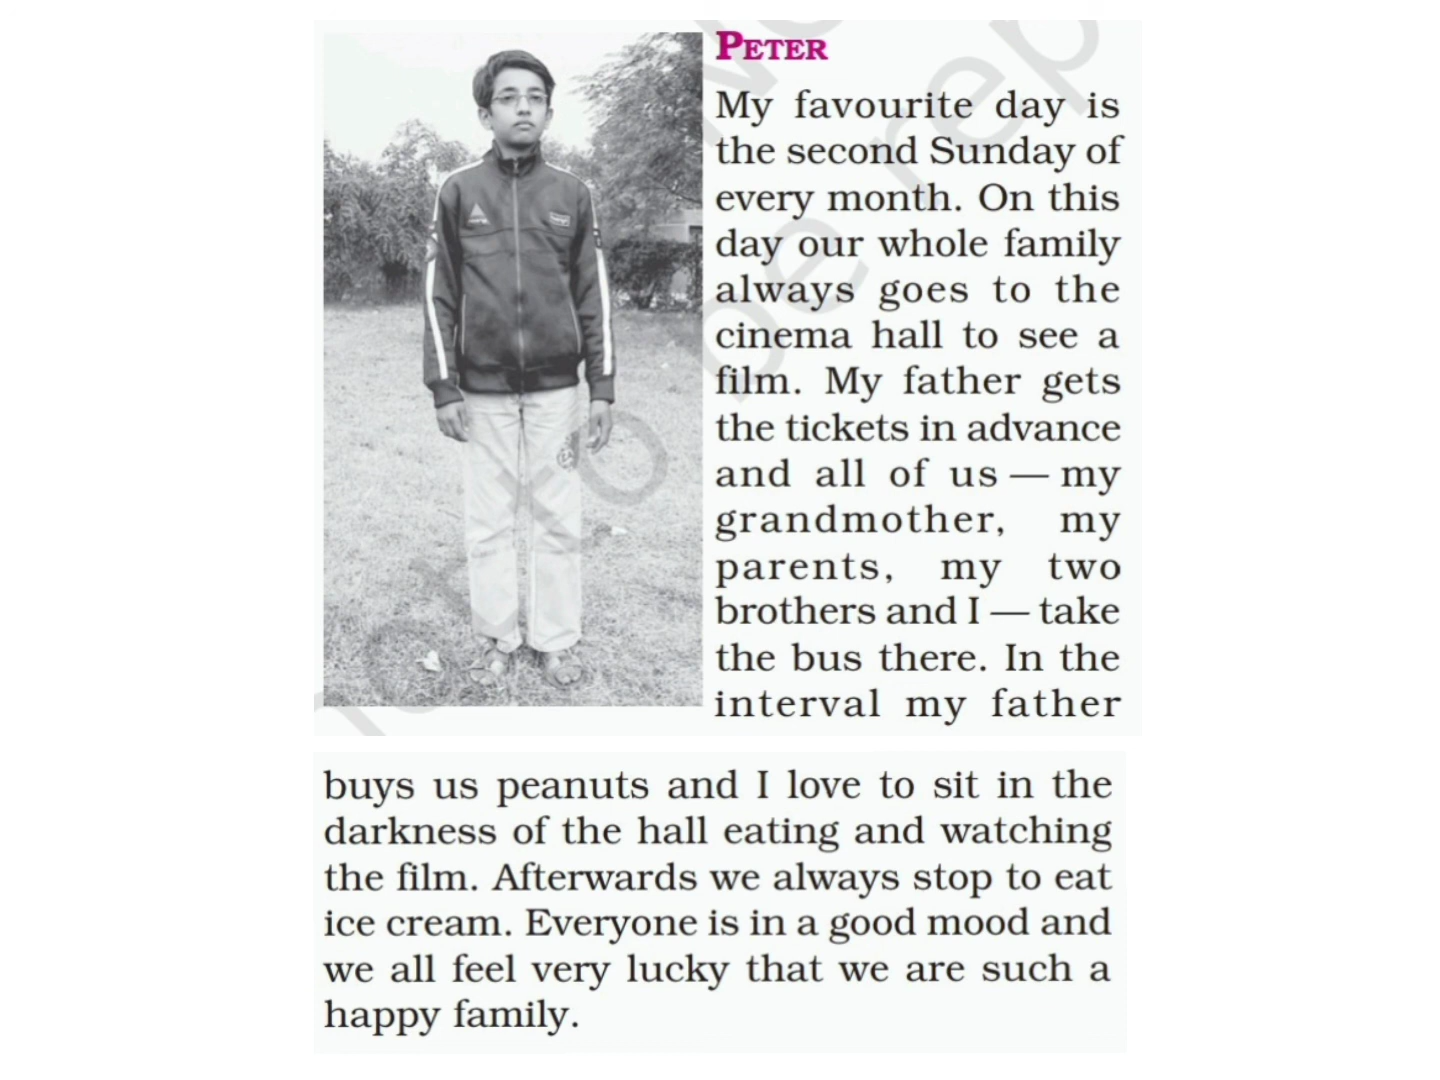 PETER
My favourite day is
the second Sunday of
every month. On this
day our whole family
always goes to the
cinema hall to see a
film. My father gets
the tickets in advance
and all of us — my
grandmother, my
parents, my two
brothers and I — take
the bus there. In the
interval my father
buys us peanuts and I love to sit in the
darkness of the hall eating and watching
the film. Afterwards we always stop to eat
ice cream. Everyone is in a good mood and
we all feel very lucky that we are such a
happy family.